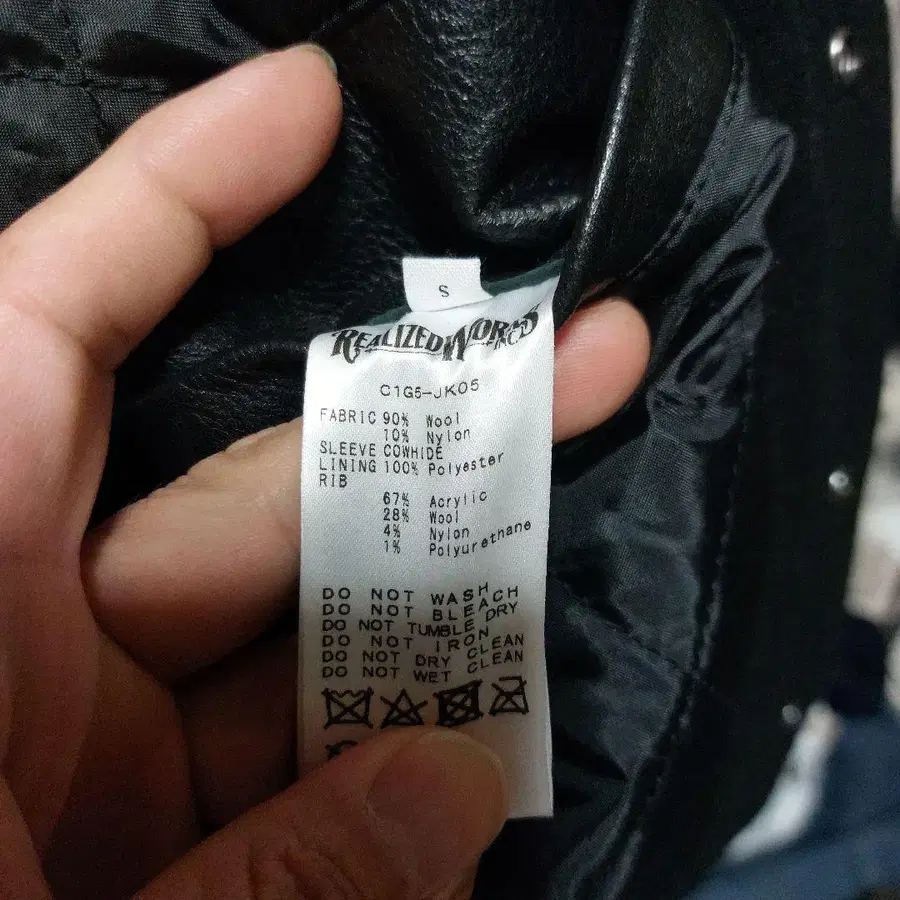 S
REALIZED WORKS INC
C1G5-JK05
FABRIC 90% Wool
10% Nylon
SLEEVE COWHIDE
LINING 100% Polyester
RIB
67% Acrylic
28% Wool
4% Nylon
1% Polyurethane
DO NOT WASH
DO NOT BLEACH
DO NOT TUMBLE DRY
DO NOT IRON
DO NOT DRY CLEAN
DO NOT WET CLEAN